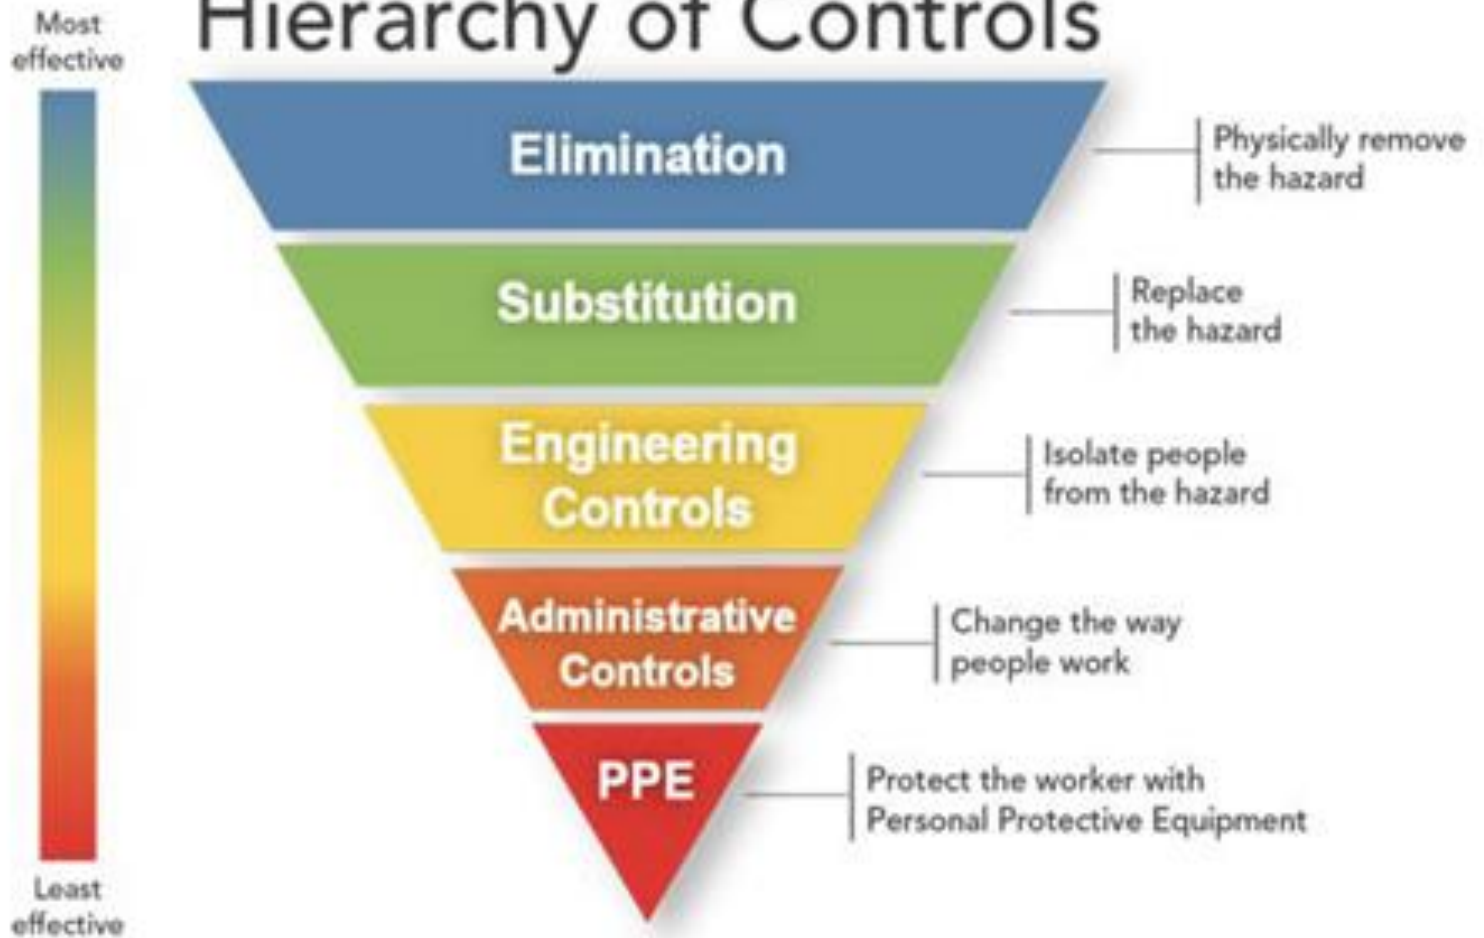 Hierarchy of Controls
Most
effective
Elimination
Physically remove
the hazard
Substitution
Replace
the hazard
Engineering
Controls
Isolate people
from the hazard
Administrative
Controls
Change the way
people work
PPE
Protect the worker with
Personal Protective Equipment
Least
effective